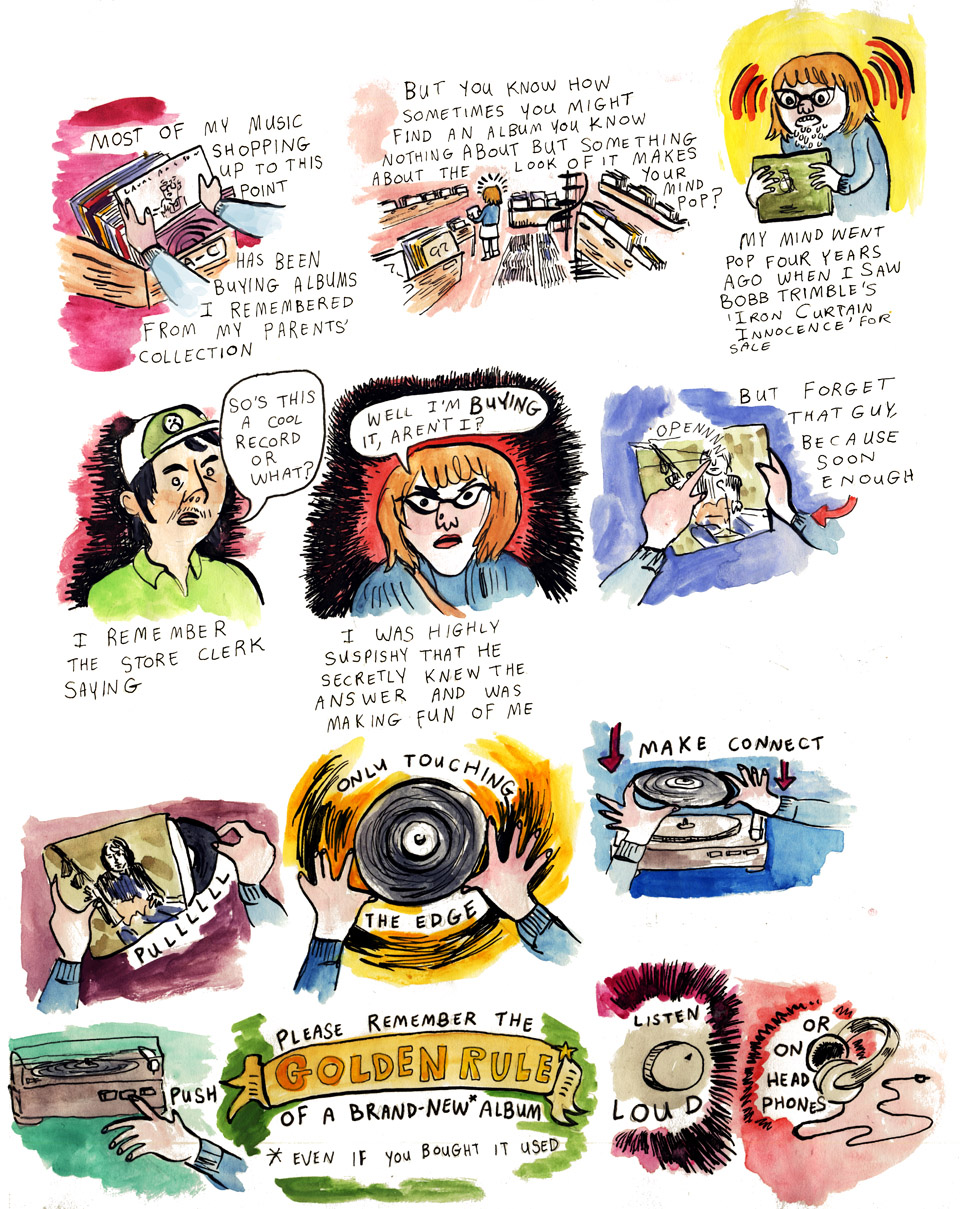 MOST OF MY MUSIC
SHOPPING
UP TO THIS
POINT
HAS BEEN
BUYING ALBUMS
I REMEMBERED
FROM MY PARENTS'
COLLECTION
BUT YOU KNOW HOW
SOMETIMES YOU MIGHT
FIND AN ALBUM YOU KNOW
NOTHING ABOUT BUT SOMETHING
ABOUT THE LOOK OF IT MAKES
YOUR
MIND
POP?
MY MIND WENT
POP FOUR YEARS
AGO WHEN I SAW
BOBB TRIMBLE'S
'IRON CURTAIN
INNOCENCE' FOR
SALE
SO'S THIS
A COOL
RECORD
OR
WHAT?
I REMEMBER
THE STORE CLERK
SAYING
WELL I'M BUYING
IT, AREN'T I?
I WAS HIGHLY
SUSPISHY THAT HE
SECRETLY KNEW THE
ANSWER AND WAS
MAKING FUN OF ME
BUT FORGET
THAT GUY,
BECAUSE
SOON
ENOUGH
OPENNNN
PULLLLLLL
ONLY TOUCHING
THE EDGE
MAKE CONNECT
PUSH
PLEASE REMEMBER THE
GOLDEN RULE
OF A BRAND-NEW* ALBUM
* EVEN IF YOU BOUGHT IT USED
LISTEN
LOUD
OR
ON
HEAD
PHONES